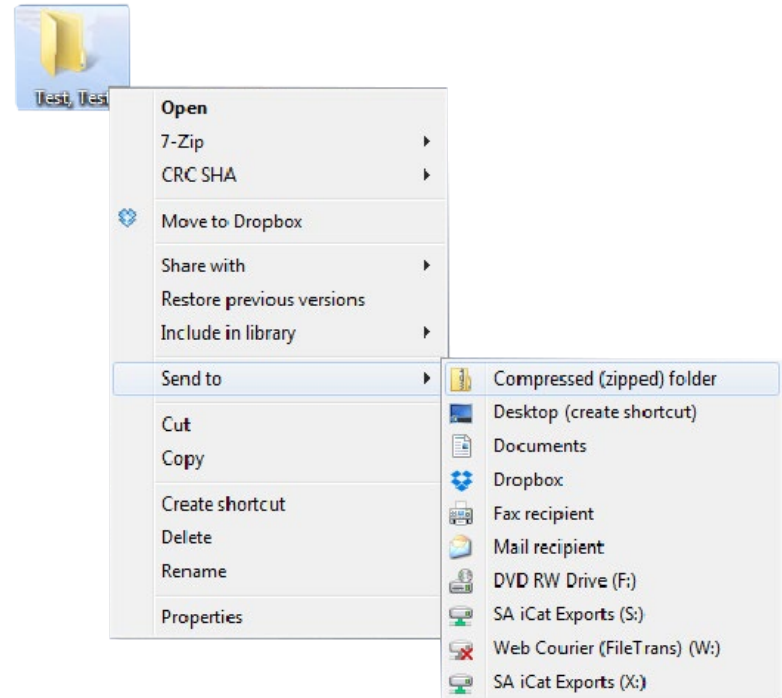 Test, Test
Open
7-Zip
CRC SHA
Move to Dropbox
Share with
Restore previous versions
Include in library
Send to
Cut
Copy
Create shortcut
Delete
Rename
Properties
Compressed (zipped) folder
Desktop (create shortcut)
Documents
Dropbox
Fax recipient
Mail recipient
DVD RW Drive (F:)
SA iCat Exports (S:)
Web Courier (FileTrans) (W:)
SA iCat Exports (X:)